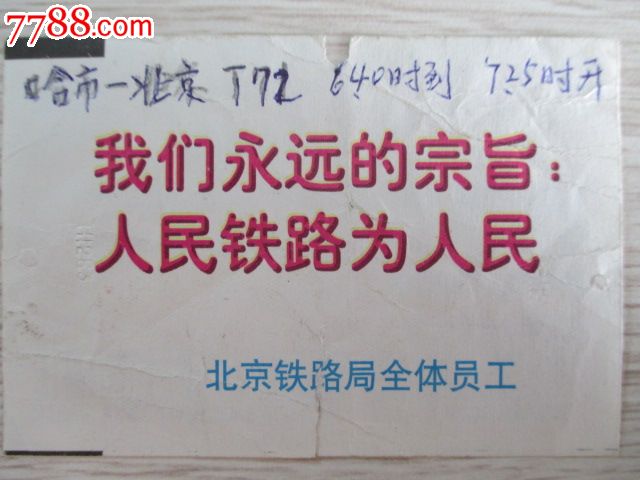 7788.com
哈市—北京 T72 640时到 725时开
我们永远的宗旨：
人民铁路为人民
北京铁路局全体员工